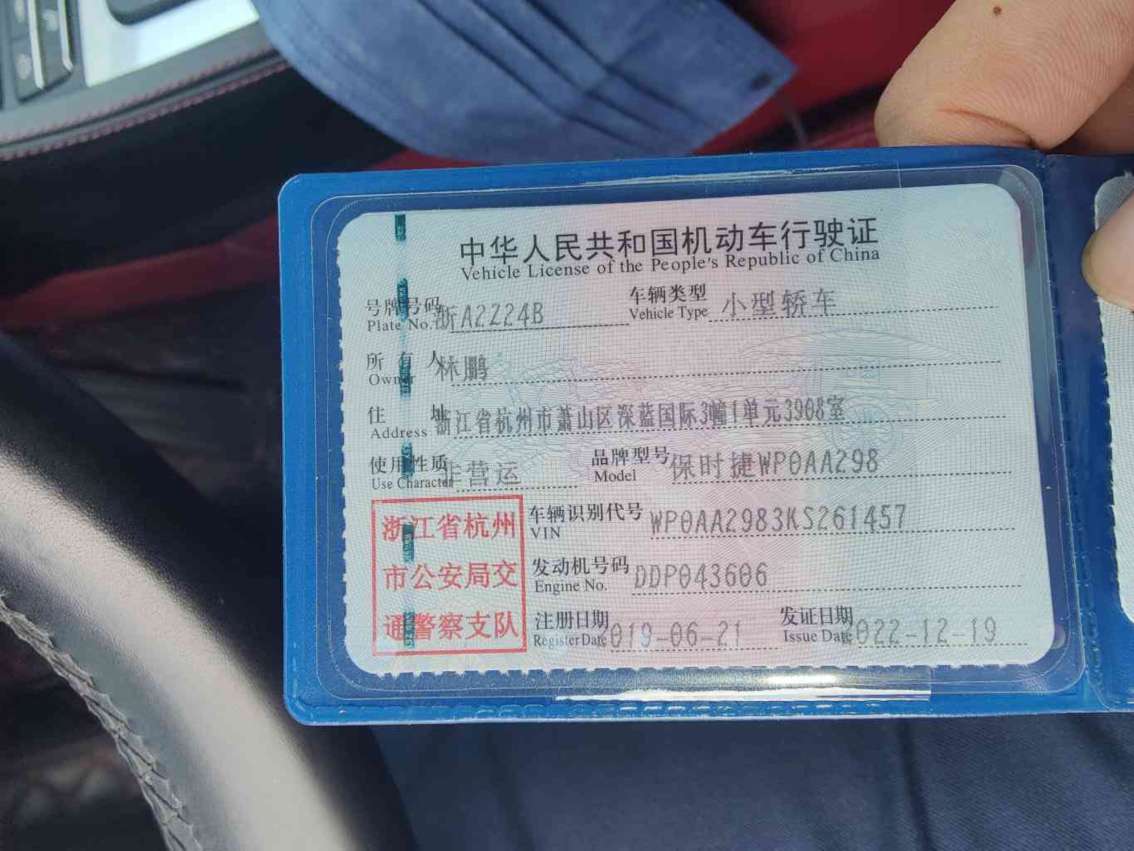 中华人民共和国机动车行驶证
Vehicle License of the People's Republic of China
号牌号码 Plate No. 浙A2Z24B 车辆类型 Vehicle Type 小型轿车
所有人 Owner 林鹏
住址 Address 浙江省杭州市萧山区深蓝国际3幢1单元3908室
使用性质 Use Character 非营运 品牌型号 Model 保时捷WP0AA298
浙江省杭州市公安局交通警察支队
车辆识别代号 VIN WP0AA2983KS261457
发动机号码 Engine No. DDP043606
注册日期 Register Date 019-06-21 发证日期 Issue Date 022-12-19